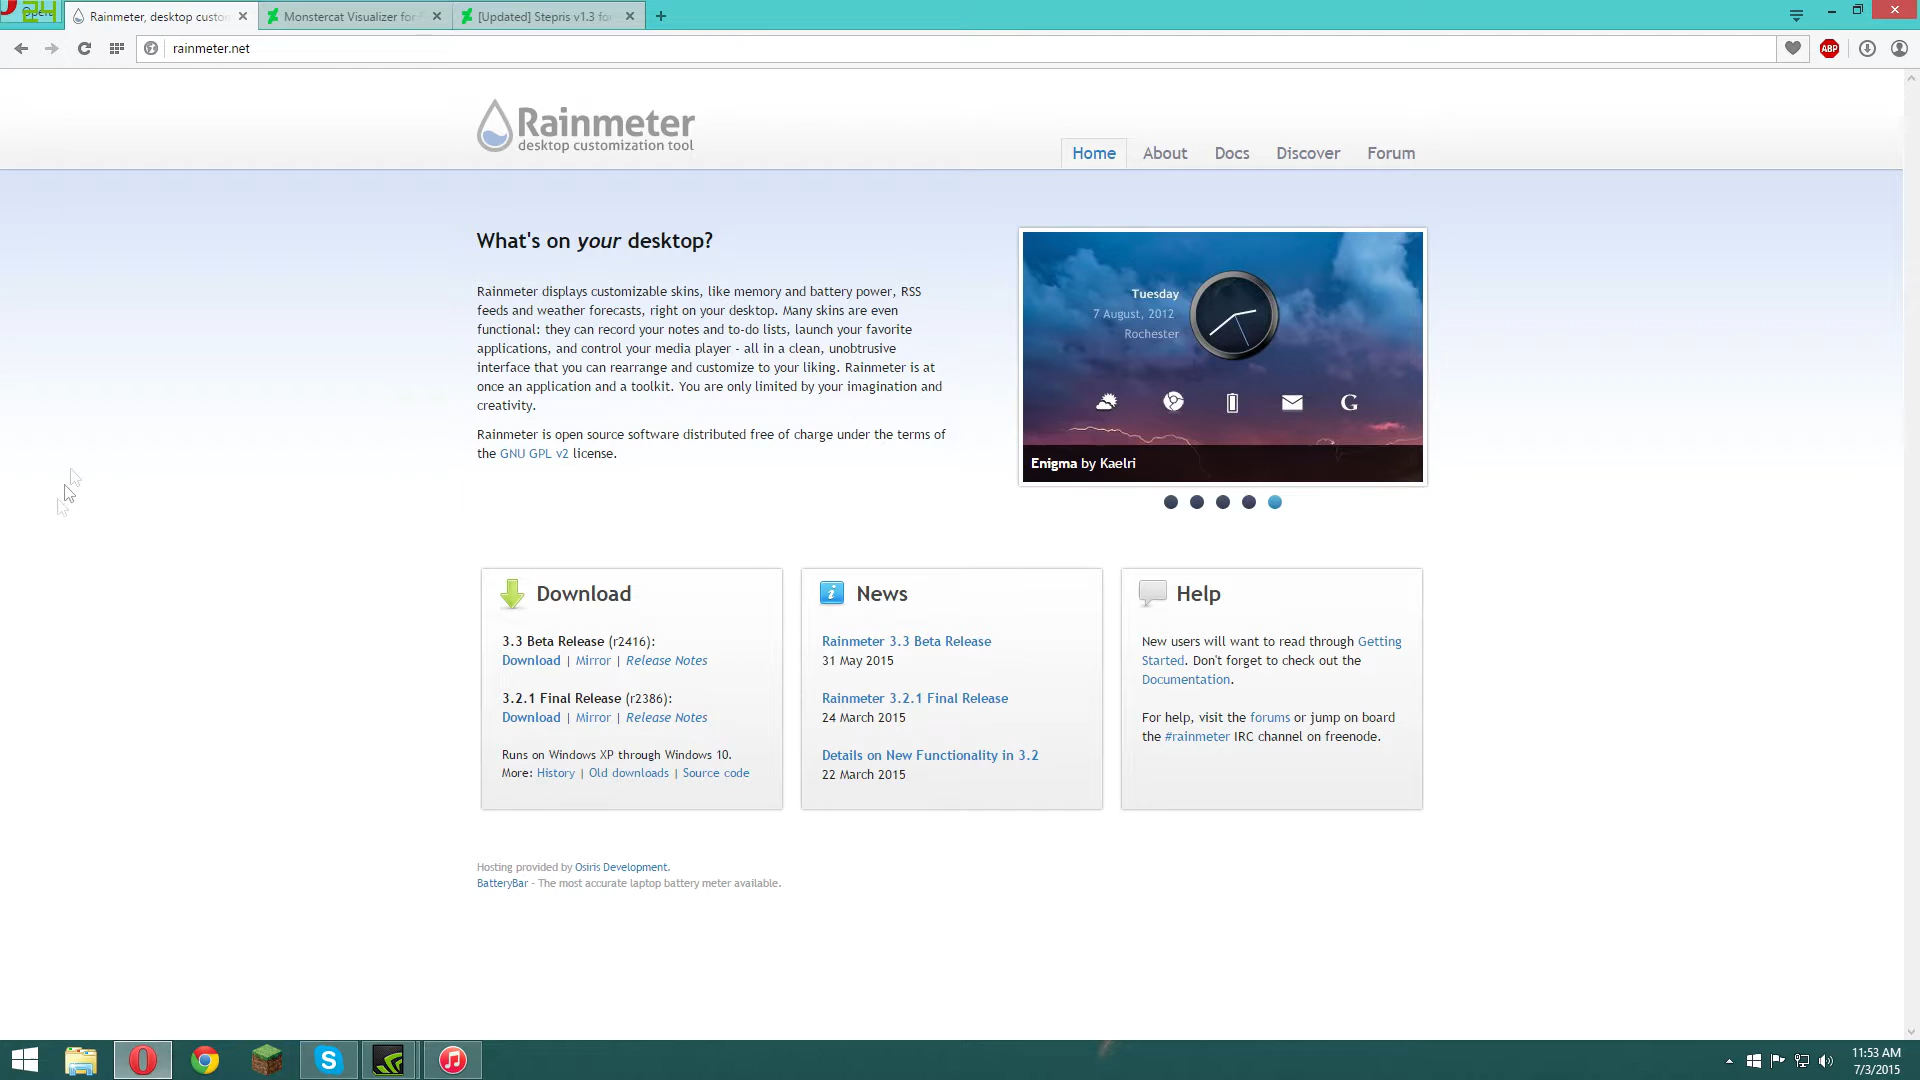 24
Rainmeter, desktop custon
Monstercat Visualizer for
[Updated] Stepris v1.3 for
rainmeter.net
ABP
Rainmeter
desktop customization tool
Home
About
Docs
Discover
Forum
What's on your desktop?
Rainmeter displays customizable skins, like memory and battery power, RSS
feeds and weather forecasts, right on your desktop. Many skins are even
functional: they can record your notes and to-do lists, launch your favorite
applications, and control your media player - all in a clean, unobtrusive
interface that you can rearrange and customize to your liking. Rainmeter is at
once an application and a toolkit. You are only limited by your imagination and
creativity.
Rainmeter is open source software distributed free of charge under the terms of
the GNU GPL v2 license.
Tuesday
7 August, 2012
Rochester
G
Enigma by Kaelri
Download
3.3 Beta Release (r2416):
Download | Mirror | Release Notes
3.2.1 Final Release (r2386):
Download | Mirror | Release Notes
Runs on Windows XP through Windows 10.
More: History | Old downloads | Source code
News
Rainmeter 3.3 Beta Release
31 May 2015
Rainmeter 3.2.1 Final Release
24 March 2015
Details on New Functionality in 3.2
22 March 2015
Help
New users will want to read through Getting
Started. Don't forget to check out the
Documentation.
For help, visit the forums or jump on board
the #rainmeter IRC channel on freenode.
Hosting provided by Osiris Development.
BatteryBar - The most accurate laptop battery meter available.
11:53 AM
7/3/2015